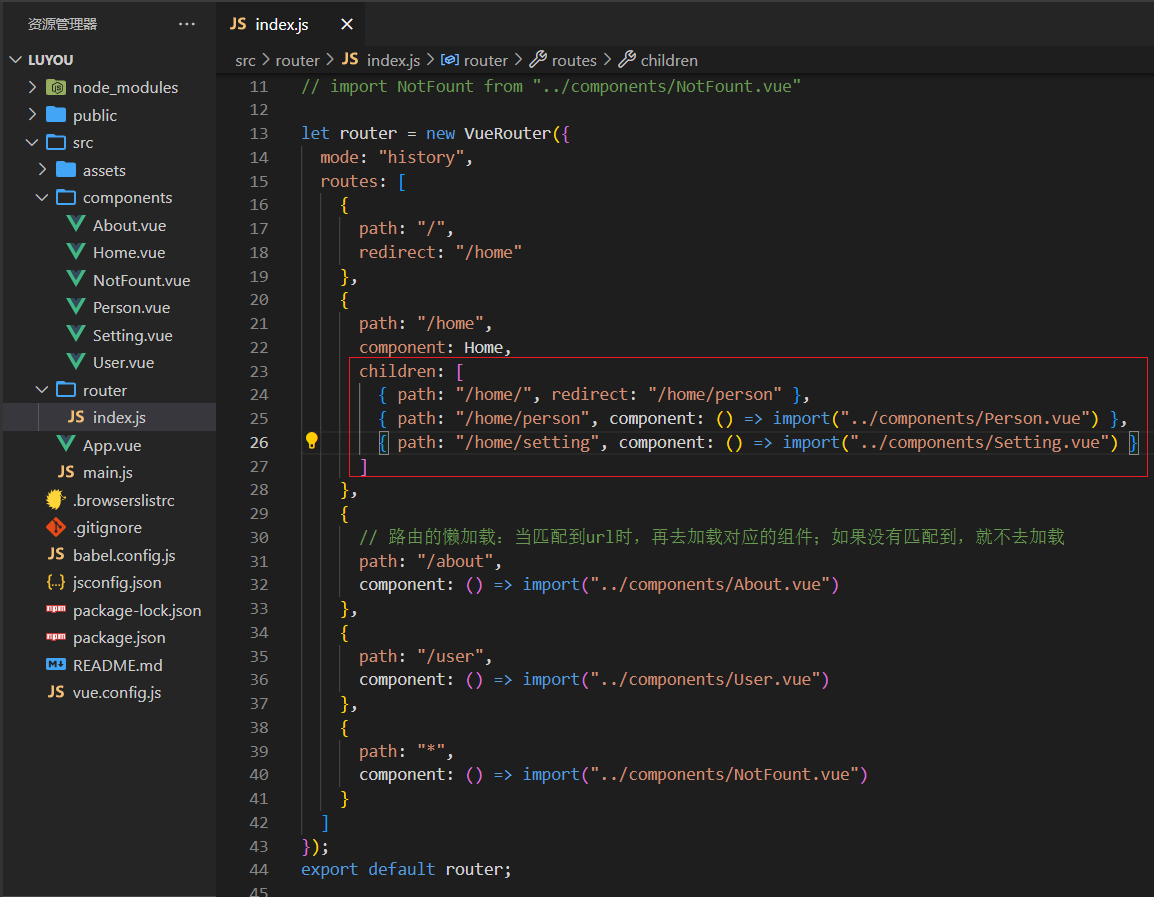 资源管理器 ···
LUYOU
node_modules
public
src
assets
components
About.vue
Home.vue
NotFount.vue
Person.vue
Setting.vue
User.vue
router
JS index.js
App.vue
JS main.js
.browserslistrc
.gitignore
JS babel.config.js
{..} jsconfig.json
npm package-lock.json
npm package.json
README.md
JS vue.config.js
JS index.js ×
src > router > JS index.js > router > routes > children
11 // import NotFount from "../components/NotFount.vue"
12
13 let router = new VueRouter({
14 mode: "history",
15 routes: [
16 {
17 path: "/",
18 redirect: "/home"
19 },
20 {
21 path: "/home",
22 component: Home,
23 children: [
24 { path: "/home/", redirect: "/home/person" },
25 { path: "/home/person", component: () => import("../components/Person.vue") },
26 { path: "/home/setting", component: () => import("../components/Setting.vue") }
27 ]
28 },
29 {
30 // 路由的懒加载：当匹配到url时，再去加载对应的组件；如果没有匹配到，就不去加载
31 path: "/about",
32 component: () => import("../components/About.vue")
33 },
34 {
35 path: "/user",
36 component: () => import("../components/User.vue")
37 },
38 {
39 path: "*",
40 component: () => import("../components/NotFount.vue")
41 }
42 ]
43 });
44 export default router;
45